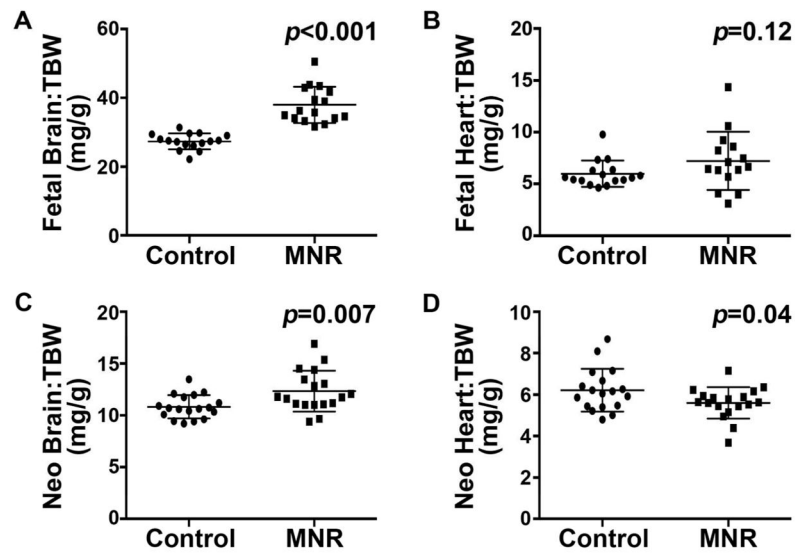 A
p<0.001
Fetal Brain:TBW
(mg/g)
60
40
20
0
Control MNR
B
p=0.12
Fetal Heart:TBW
(mg/g)
20
15
10
5
0
Control MNR
C
p=0.007
Neo Brain:TBW
(mg/g)
20
15
10
5
0
Control MNR
D
p=0.04
Neo Heart:TBW
(mg/g)
10
8
6
4
2
0
Control MNR